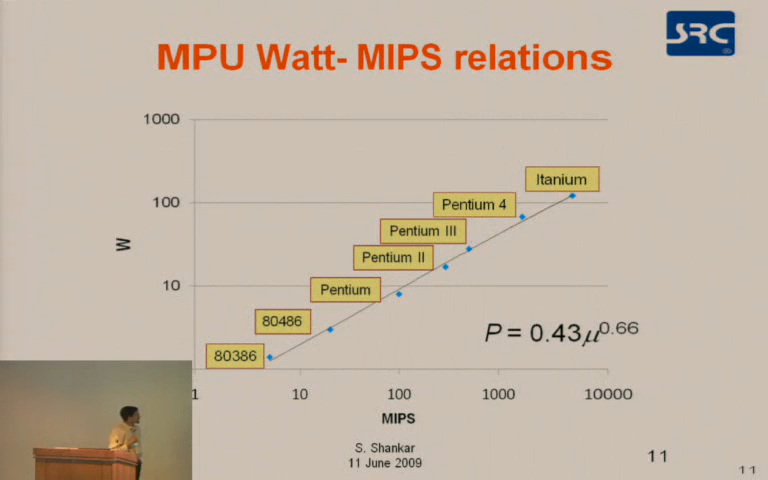 SRC
MPU Watt- MIPS relations
1000
100
10
W
Itanium
Pentium 4
Pentium III
Pentium II
Pentium
80486
80386
P = 0.43μ^0.66
1 10 100 1000 10000
MIPS
S. Shankar
11 June 2009
11
11